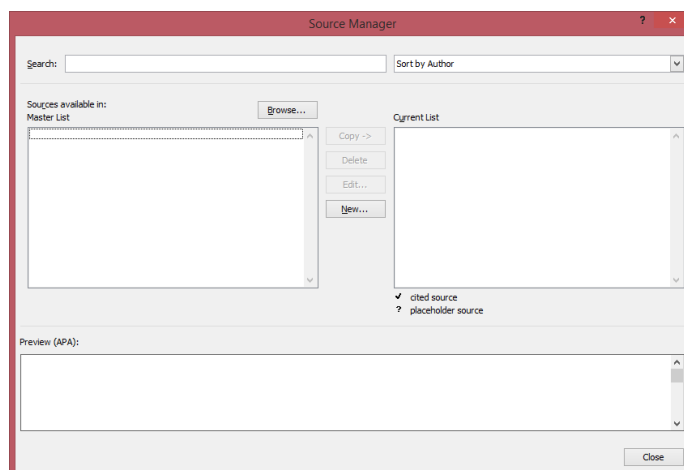 Source Manager
? ×
Search:
Sort by Author
Sources available in:
Master List
Browse...
Current List
Copy ->
Delete
Edit...
New...
✓ cited source
? placeholder source
Preview (APA):
Close